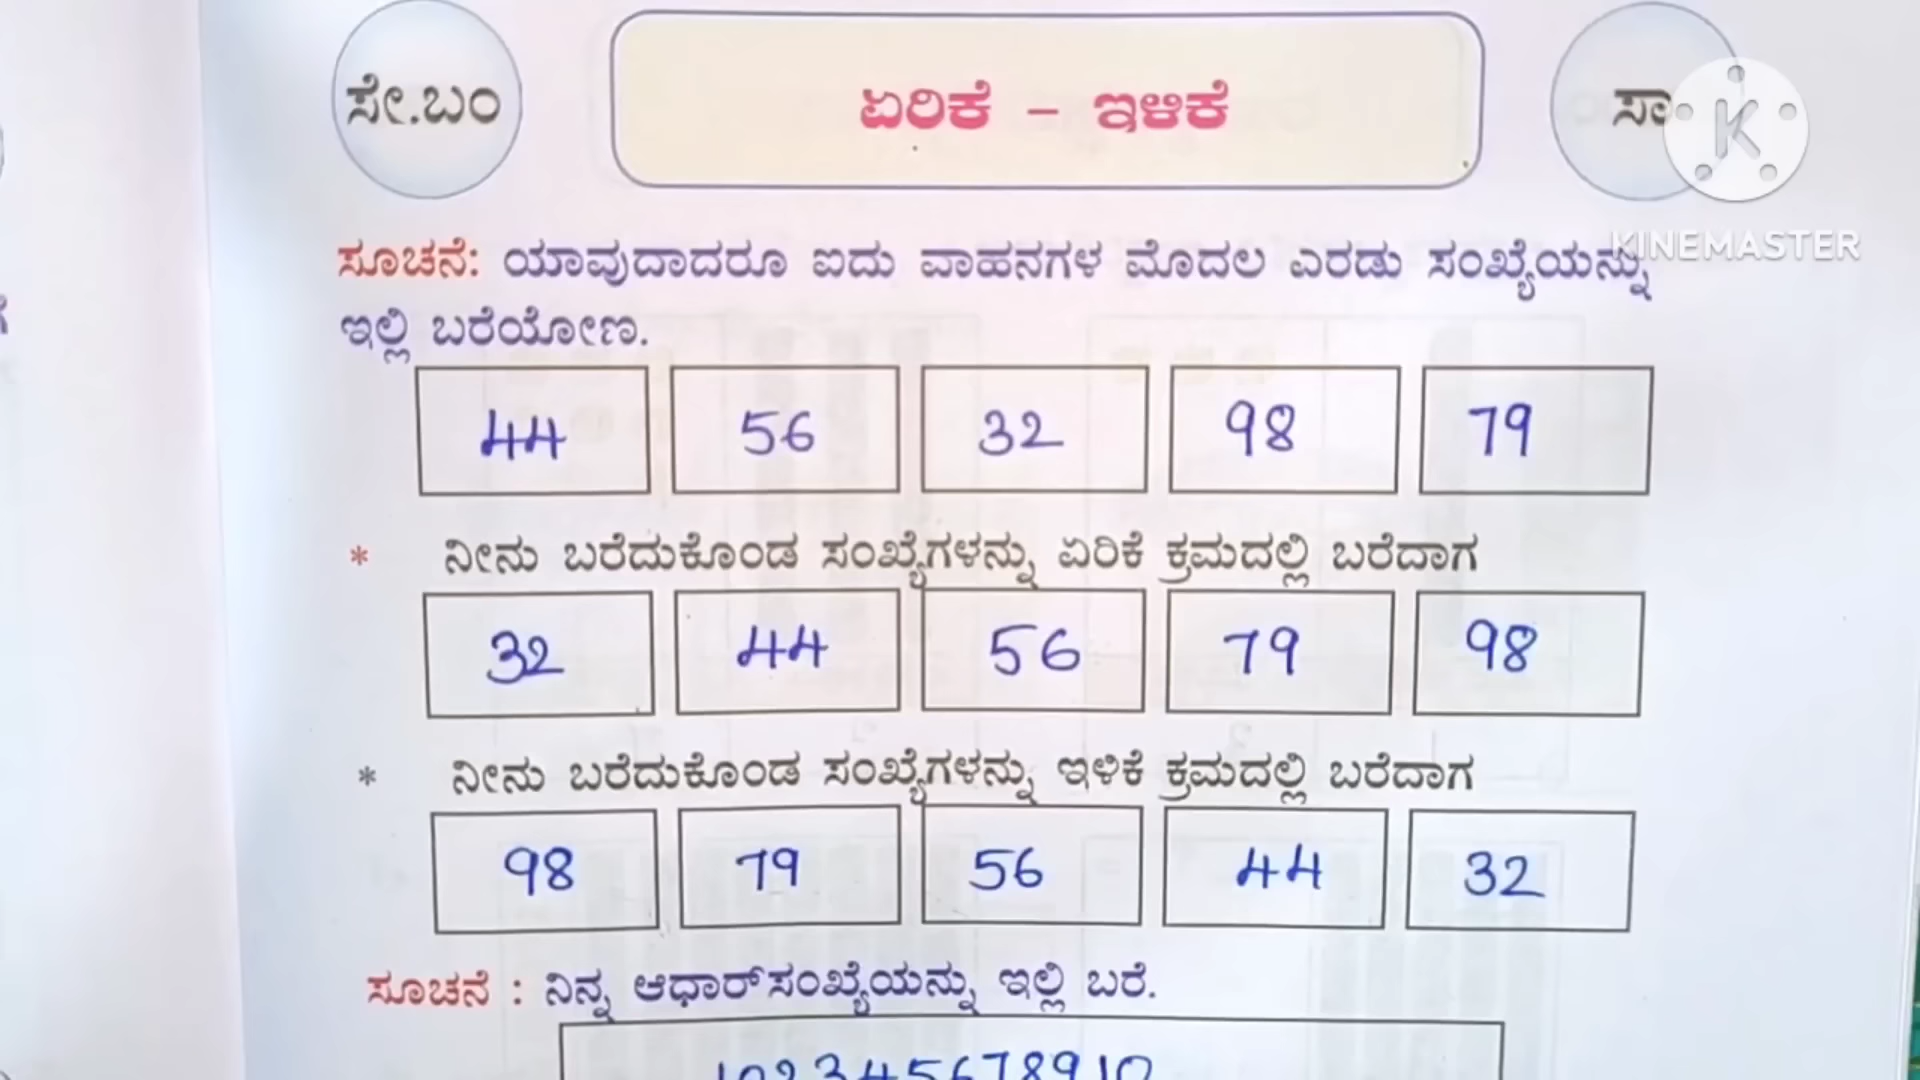 ಸೇ.ಬಂ
ಏರಿಕೆ - ಇಳಿಕೆ
ಸಾ
K
KINEMASTER
ಸೂಚನೆ: ಯಾವುದಾದರೂ ಐದು ವಾಹನಗಳ ಮೊದಲ ಎರಡು ಸಂಖ್ಯೆಯನ್ನು
ಇಲ್ಲಿ ಬರೆಯೋಣ.
44 56 32 98 79
* ನೀನು ಬರೆದುಕೊಂಡ ಸಂಖ್ಯೆಗಳನ್ನು ಏರಿಕೆ ಕ್ರಮದಲ್ಲಿ ಬರೆದಾಗ
32 44 56 79 98
* ನೀನು ಬರೆದುಕೊಂಡ ಸಂಖ್ಯೆಗಳನ್ನು ಇಳಿಕೆ ಕ್ರಮದಲ್ಲಿ ಬರೆದಾಗ
98 79 56 44 32
ಸೂಚನೆ : ನಿನ್ನ ಆಧಾರ್‌ಸಂಖ್ಯೆಯನ್ನು ಇಲ್ಲಿ ಬರೆ.